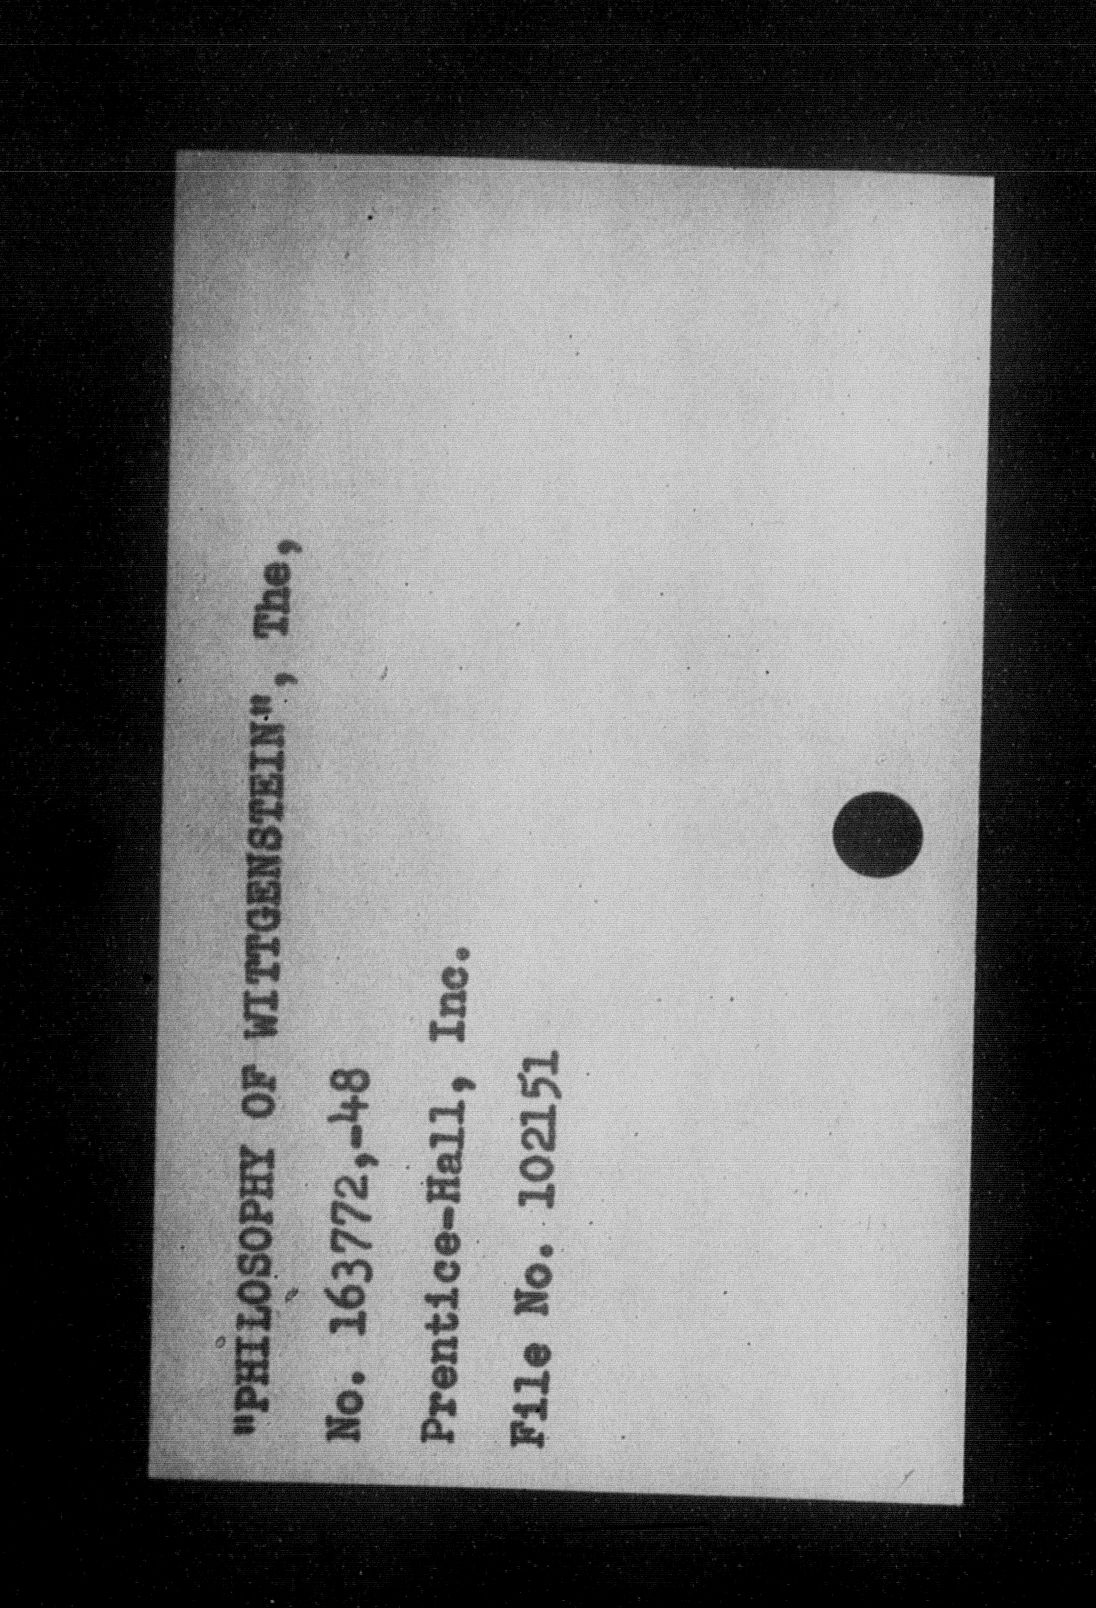 "PHILOSOPHY OF WITTGENSTEIN", The,
No. 163772,-48
Prentice-Hall, Inc.
File No. 102151